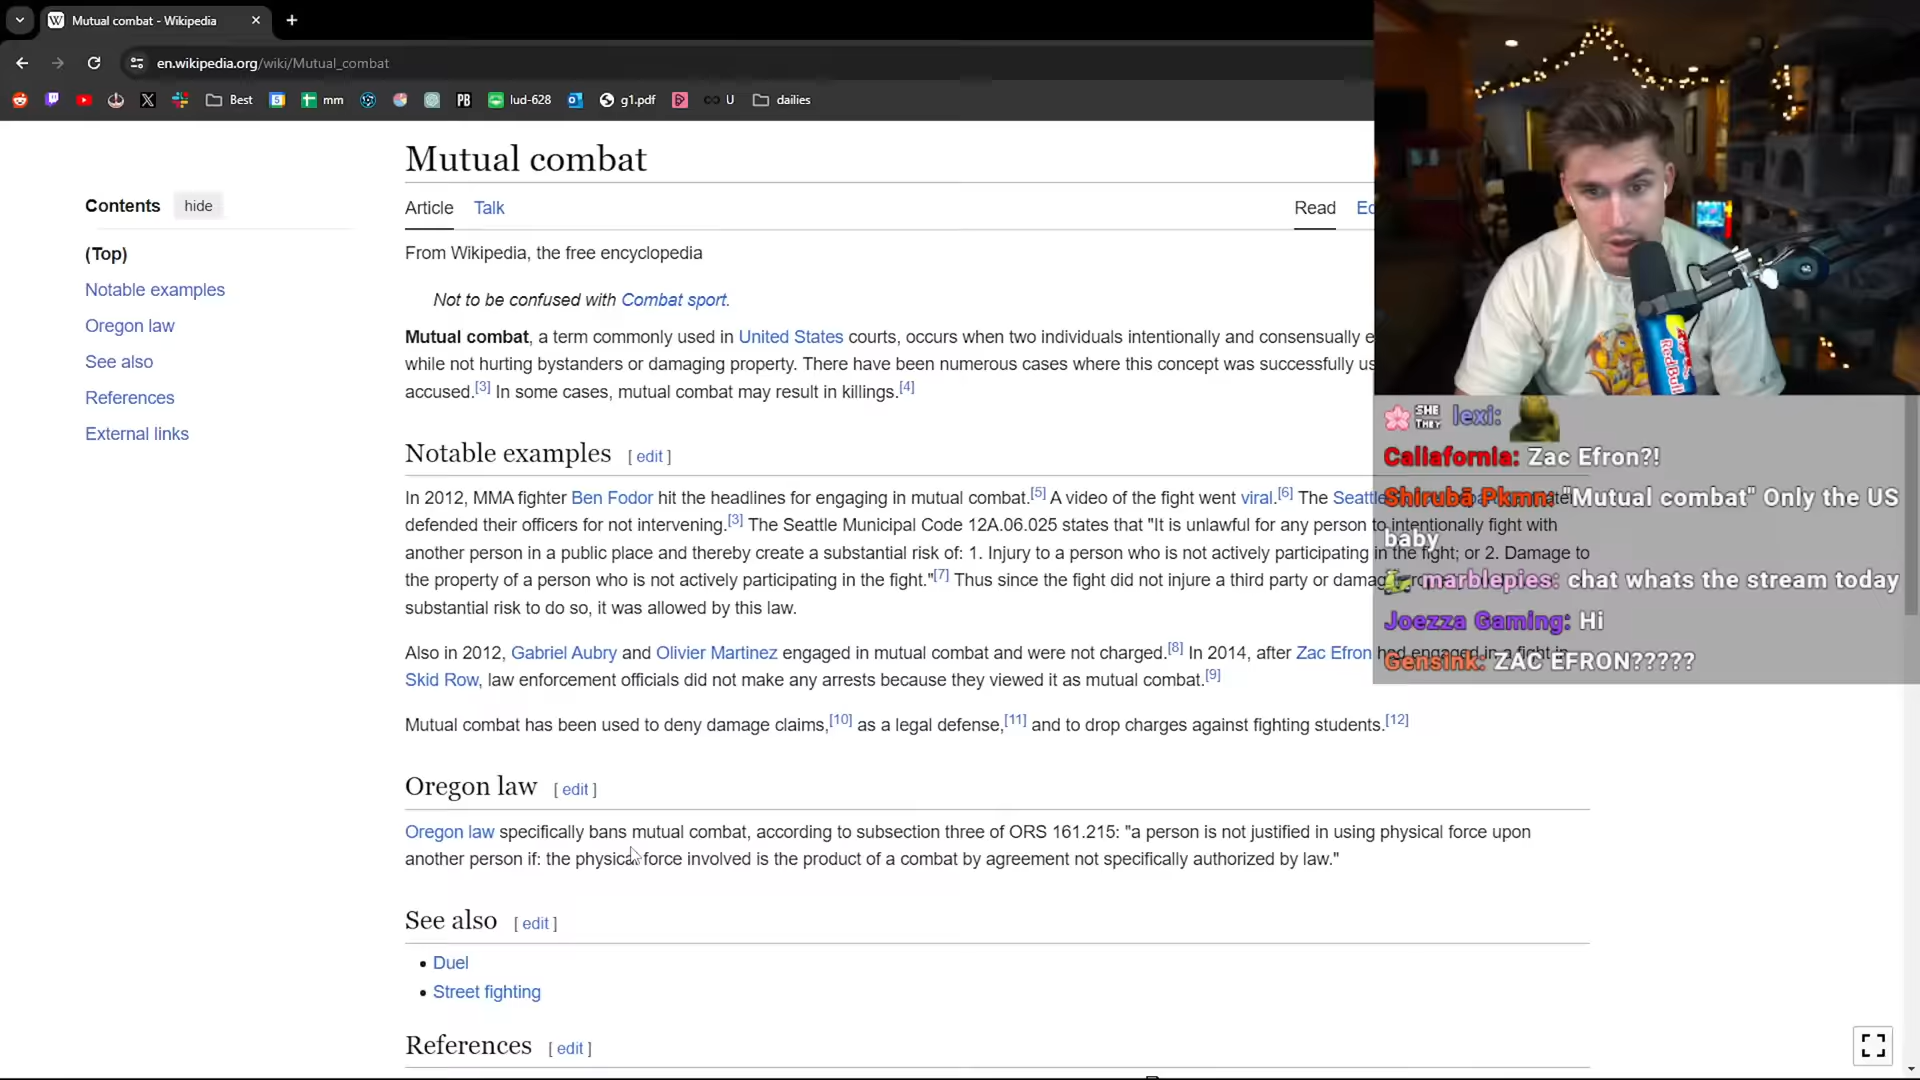 Mutual combat - Wikipedia
en.wikipedia.org/wiki/Mutual_combat
Best
mm
lud-628
g1.pdf
U
dailies
Mutual combat
Contents hide
(Top)
Notable examples
Oregon law
See also
References
External links
Article Talk Read
From Wikipedia, the free encyclopedia
Not to be confused with Combat sport.
Mutual combat, a term commonly used in United States courts, occurs when two individuals intentionally and consensually
while not hurting bystanders or damaging property. There have been numerous cases where this concept was successfully
accused.[3] In some cases, mutual combat may result in killings.[4]
Notable examples [ edit ]
In 2012, MMA fighter Ben Fodor hit the headlines for engaging in mutual combat.[5] A video of the fight went viral.[6] The Seattle
defended their officers for not intervening.[3] The Seattle Municipal Code 12A.06.025 states that "It is unlawful for any person to intentionally fight with
another person in a public place and thereby create a substantial risk of: 1. Injury to a person who is not actively participating in the fight; or 2. Damage to
the property of a person who is not actively participating in the fight."[7] Thus since the fight did not injure a third party or
substantial risk to do so, it was allowed by this law.
Also in 2012, Gabriel Aubry and Olivier Martinez engaged in mutual combat and were not charged.[8] In 2014, after Zac Efron had engaged in a fight in
Skid Row, law enforcement officials did not make any arrests because they viewed it as mutual combat.[9]
Mutual combat has been used to deny damage claims,[10] as a legal defense,[11] and to drop charges against fighting students.[12]
Oregon law [ edit ]
Oregon law specifically bans mutual combat, according to subsection three of ORS 161.215: "a person is not justified in using physical force upon
another person if: the physical force involved is the product of a combat by agreement not specifically authorized by law."
See also [ edit ]
Duel
Street fighting
References [ edit ]
RedBull
SHE
THEY
lexi:
Caliafornia: Zac Efron?!
Shirubā Pkmn: "Mutual combat" Only the US
baby
marblepies: chat whats the stream today
Joezza Gaming: Hi
Gensink: ZAC EFRON?????